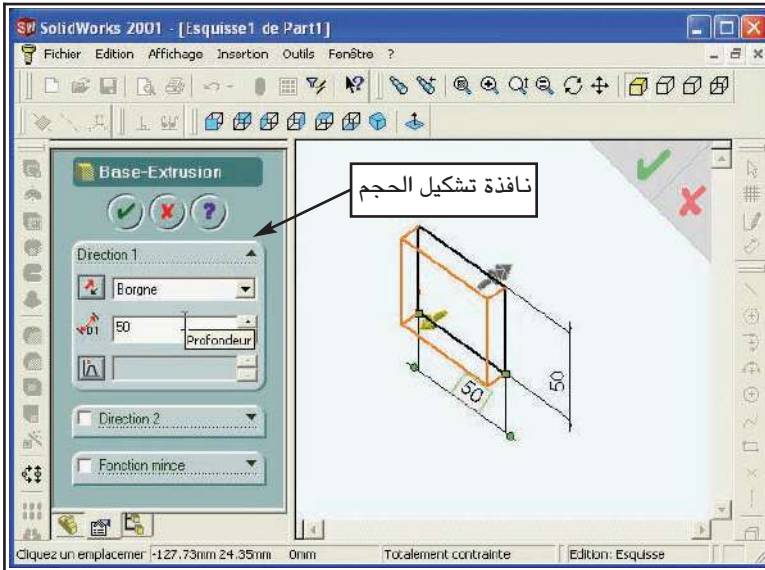 SolidWorks 2001 - [Esquisse1 de Part1]
Fichier Edition Affichage Insertion Outils Fenêtre ?
Base-Extrusion
نافذة تشكيل الحجم
Direction 1
Borgne
D1
50
Profondeur
Direction 2
Fonction mince
50
50
Cliquez un emplacemer -127.73mm 24.35mm 0mm Totalement contrainte Edition: Esquisse